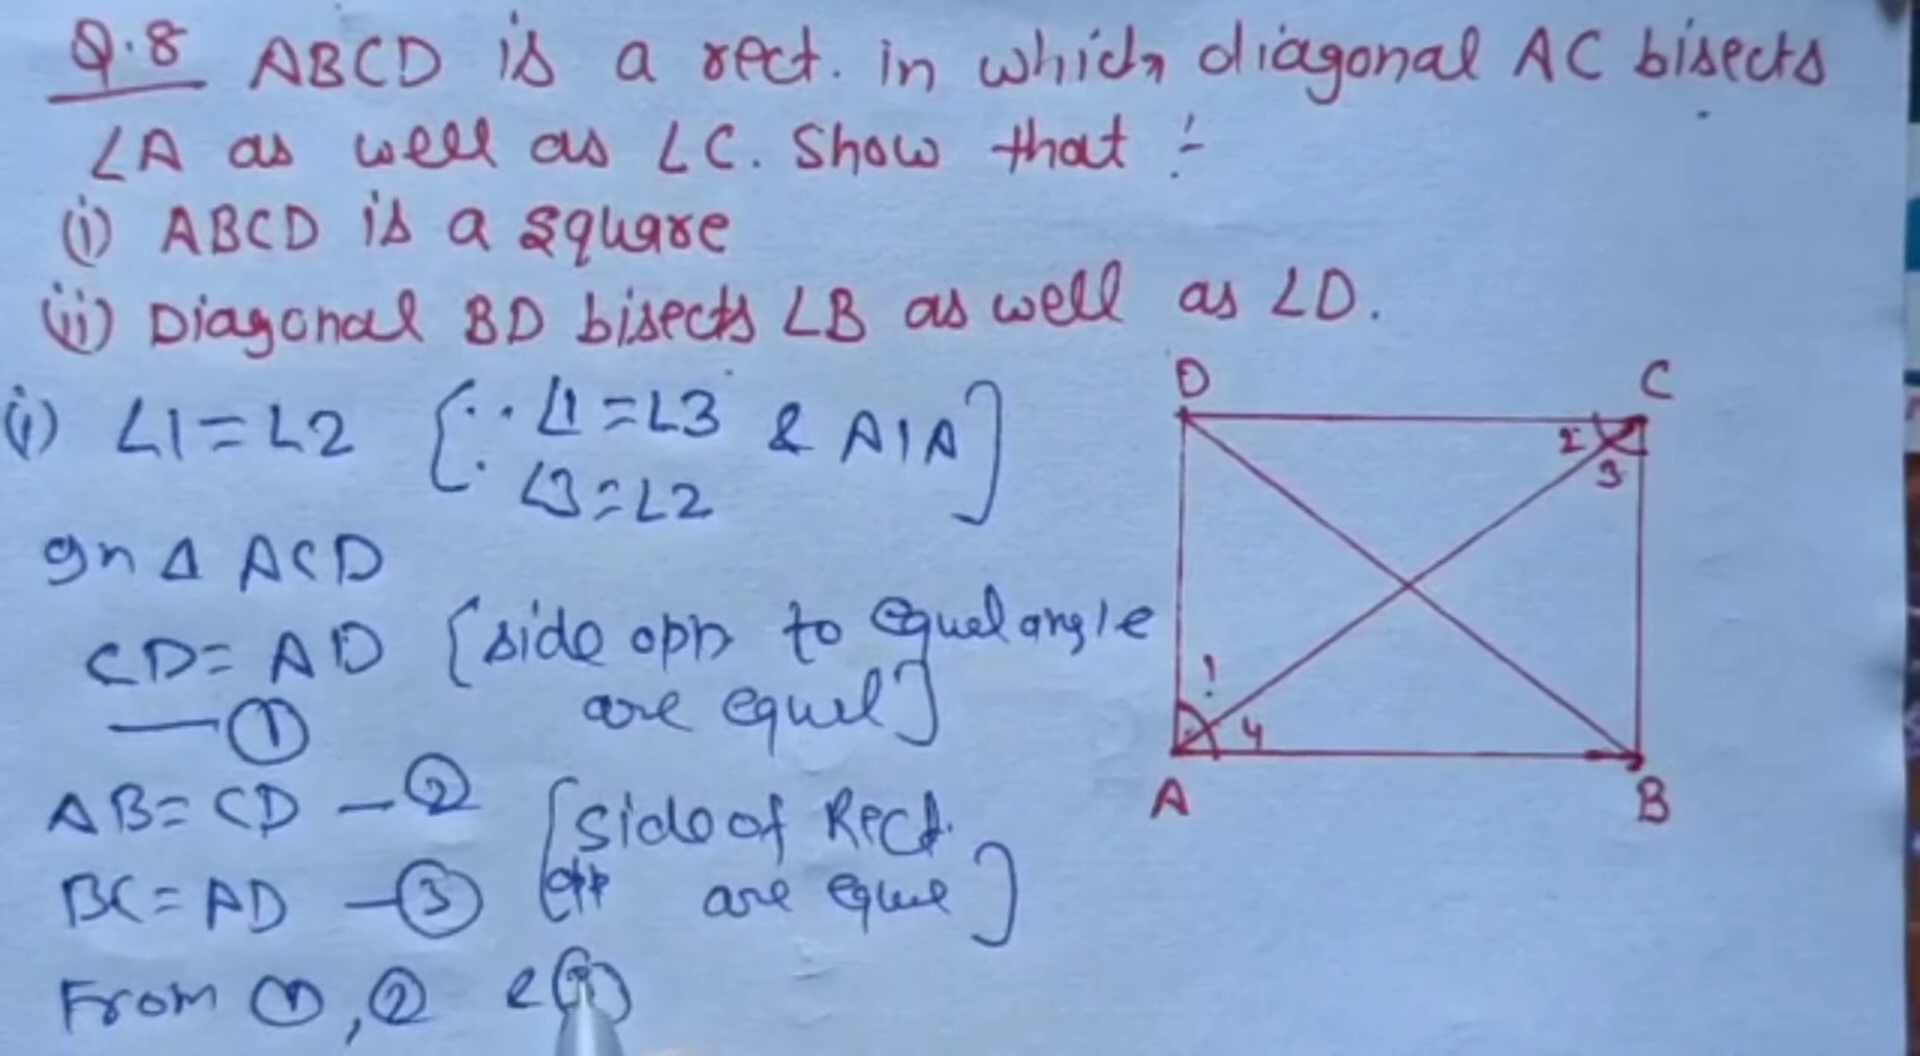 Q.8 ABCD is a rect. in which diagonal AC bisects
∠A as well as ∠C. Show that :-
(i) ABCD is a square
(ii) Diagonal BD bisects ∠B as well as ∠D.
(i) ∠1=∠2 [∵ ∠1=∠3 & AIA]
∠3=∠2
In Δ ACD
CD= AD [side opp to equal angle
are equal]
—①
AB= CD —② [side of Rect.
BC= AD —③ opp are eque]
From ①, ② &
D C
2
3
1
4
A B